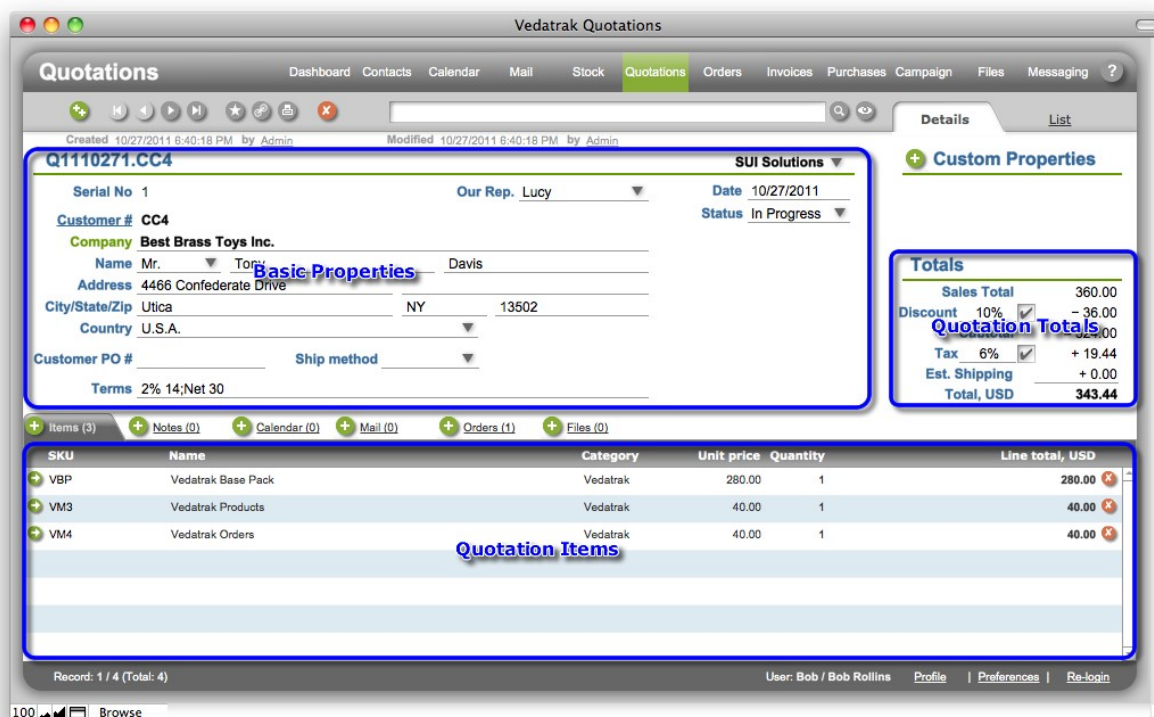 Vedatrak Quotations
Quotations Dashboard Contacts Calendar Mail Stock Quotations Orders Invoices Purchases Campaign Files Messaging ?
Details List
Created 10/27/2011 6:40:18 PM by Admin Modified 10/27/2011 6:40:18 PM by Admin
Q1110271.CC4 SUI Solutions
Custom Properties
Serial No 1 Our Rep. Lucy Date 10/27/2011
Customer # CC4 Status In Progress
Company Best Brass Toys Inc.
Name Mr. Tony Davis
Basic Properties
Address 4466 Confederate Drive
City/State/Zip Utica NY 13502
Country U.S.A.
Customer PO # Ship method
Terms 2% 14;Net 30
Totals
Sales Total 360.00
Discount 10% – 36.00
Quotation Totals
Tax 6% + 19.44
Est. Shipping + 0.00
Total, USD 343.44
Items (3) Notes (0) Calendar (0) Mail (0) Orders (1) Files (0)
SKU Name Category Unit price Quantity Line total, USD
VBP Vedatrak Base Pack Vedatrak 280.00 1 280.00
VM3 Vedatrak Products Vedatrak 40.00 1 40.00
VM4 Vedatrak Orders Vedatrak 40.00 1 40.00
Quotation Items
Record: 1 / 4 (Total: 4) User: Bob / Bob Rollins Profile | Preferences | Re-login
100 Browse